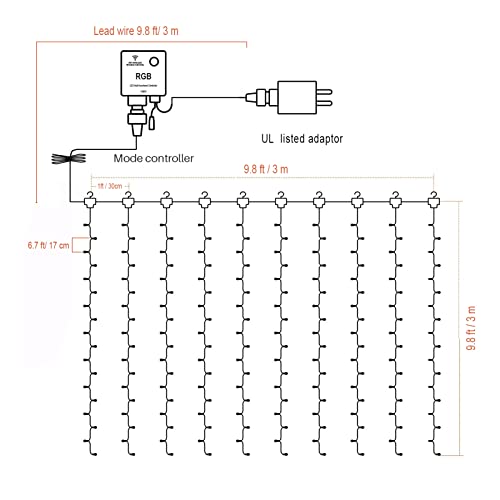 Lead wire 9.8 ft/ 3 m
RGB
UL listed adaptor
Mode controller
9.8 ft / 3 m
1ft / 30cm
6.7 ft/ 17 cm
9.8 ft / 3 m